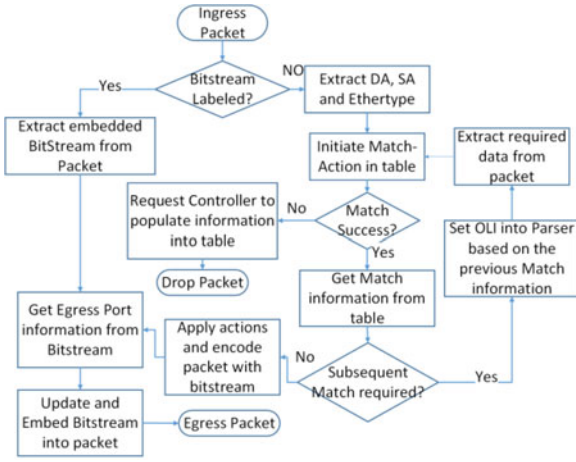 Ingress
Packet
Bitstream
Labeled?
Yes
NO
Extract DA, SA
and Ethertype
Extract embedded
BitStream from
Packet
Initiate Match-
Action in table
Extract required
data from
packet
Request Controller to
populate information
into table
No
Match
Success?
Yes
Set OLI into Parser
based on the
previous Match
information
Drop Packet
Get Match
information from
table
Get Egress Port
information from
Bitstream
Apply actions
and encode
packet with
bitstream
No
Subsequent
Match required?
Yes
Update and
Embed Bitstream
into packet
Egress Packet